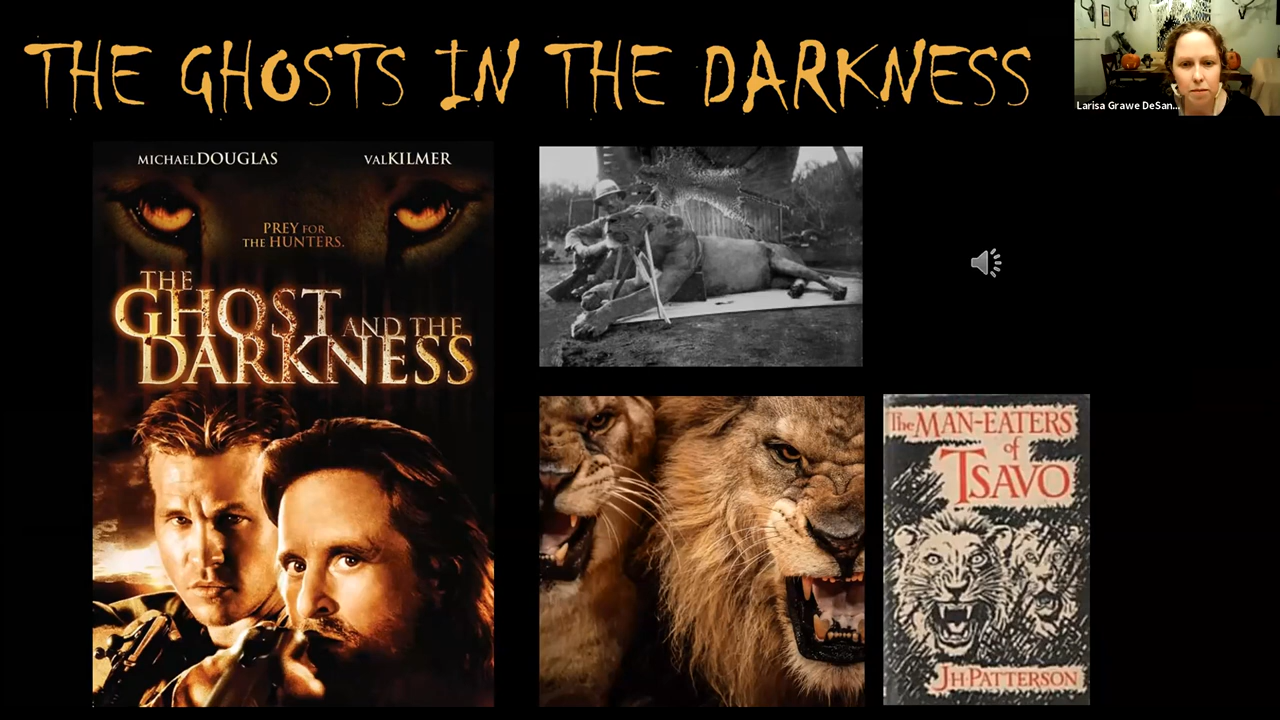 THE GHOSTS IN THE DARKNESS
Larisa Grawe DeSan...
MICHAEL DOUGLAS
VAL KILMER
PREY FOR
THE HUNTERS.
THE
GHOST AND THE
DARKNESS
The MAN-EATERS
of
TSAVO
J.H. PATTERSON